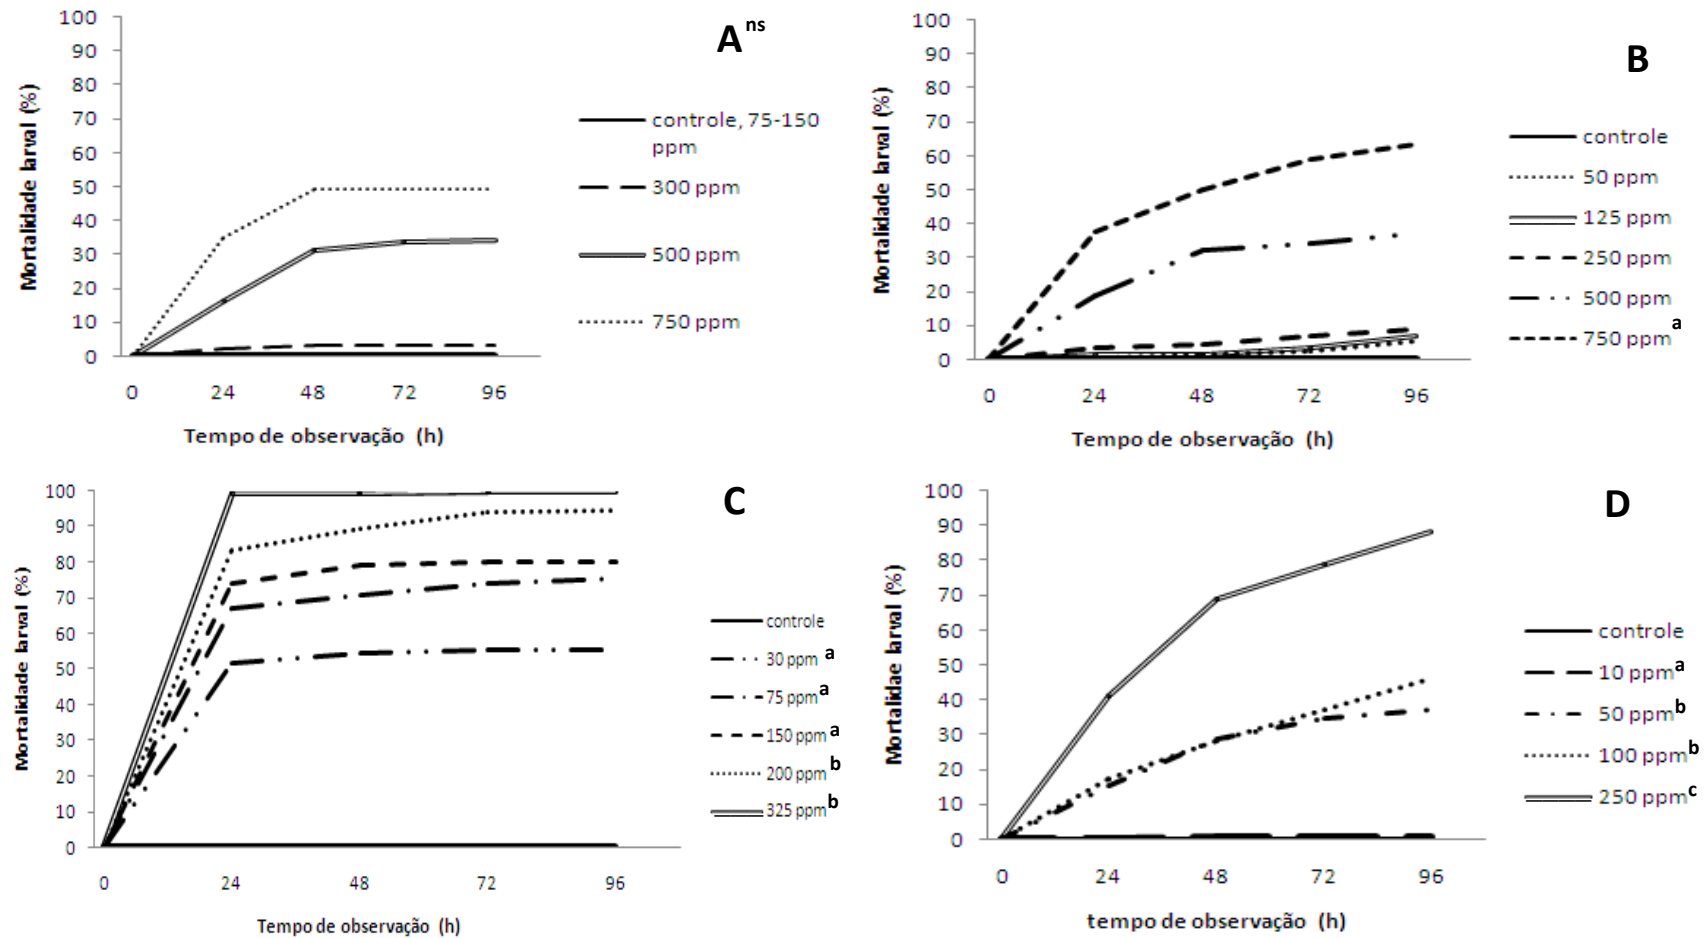 A ns
100
90
80
70
60
50
40
30
20
10
0
0 24 48 72 96
Mortalidade larval (%)
Tempo de observação (h)
controle, 75-150
ppm
300 ppm
500 ppm
750 ppm
B
100
90
80
70
60
50
40
30
20
10
0
0 24 48 72 96
Mortalidade larval (%)
Tempo de observação (h)
controle
50 ppm
125 ppm
250 ppm
500 ppm
750 ppm a
C
100
90
80
70
60
50
40
30
20
10
0
0 24 48 72 96
Mortalidade larval (%)
Tempo de observação (h)
controle
30 ppm a
75 ppm a
150 ppm a
200 ppm b
325 ppm b
D
100
90
80
70
60
50
40
30
20
10
0
0 24 48 72 96
Mortalidae larval (%)
tempo de observação (h)
controle
10 ppm a
50 ppm b
100 ppm b
250 ppm c